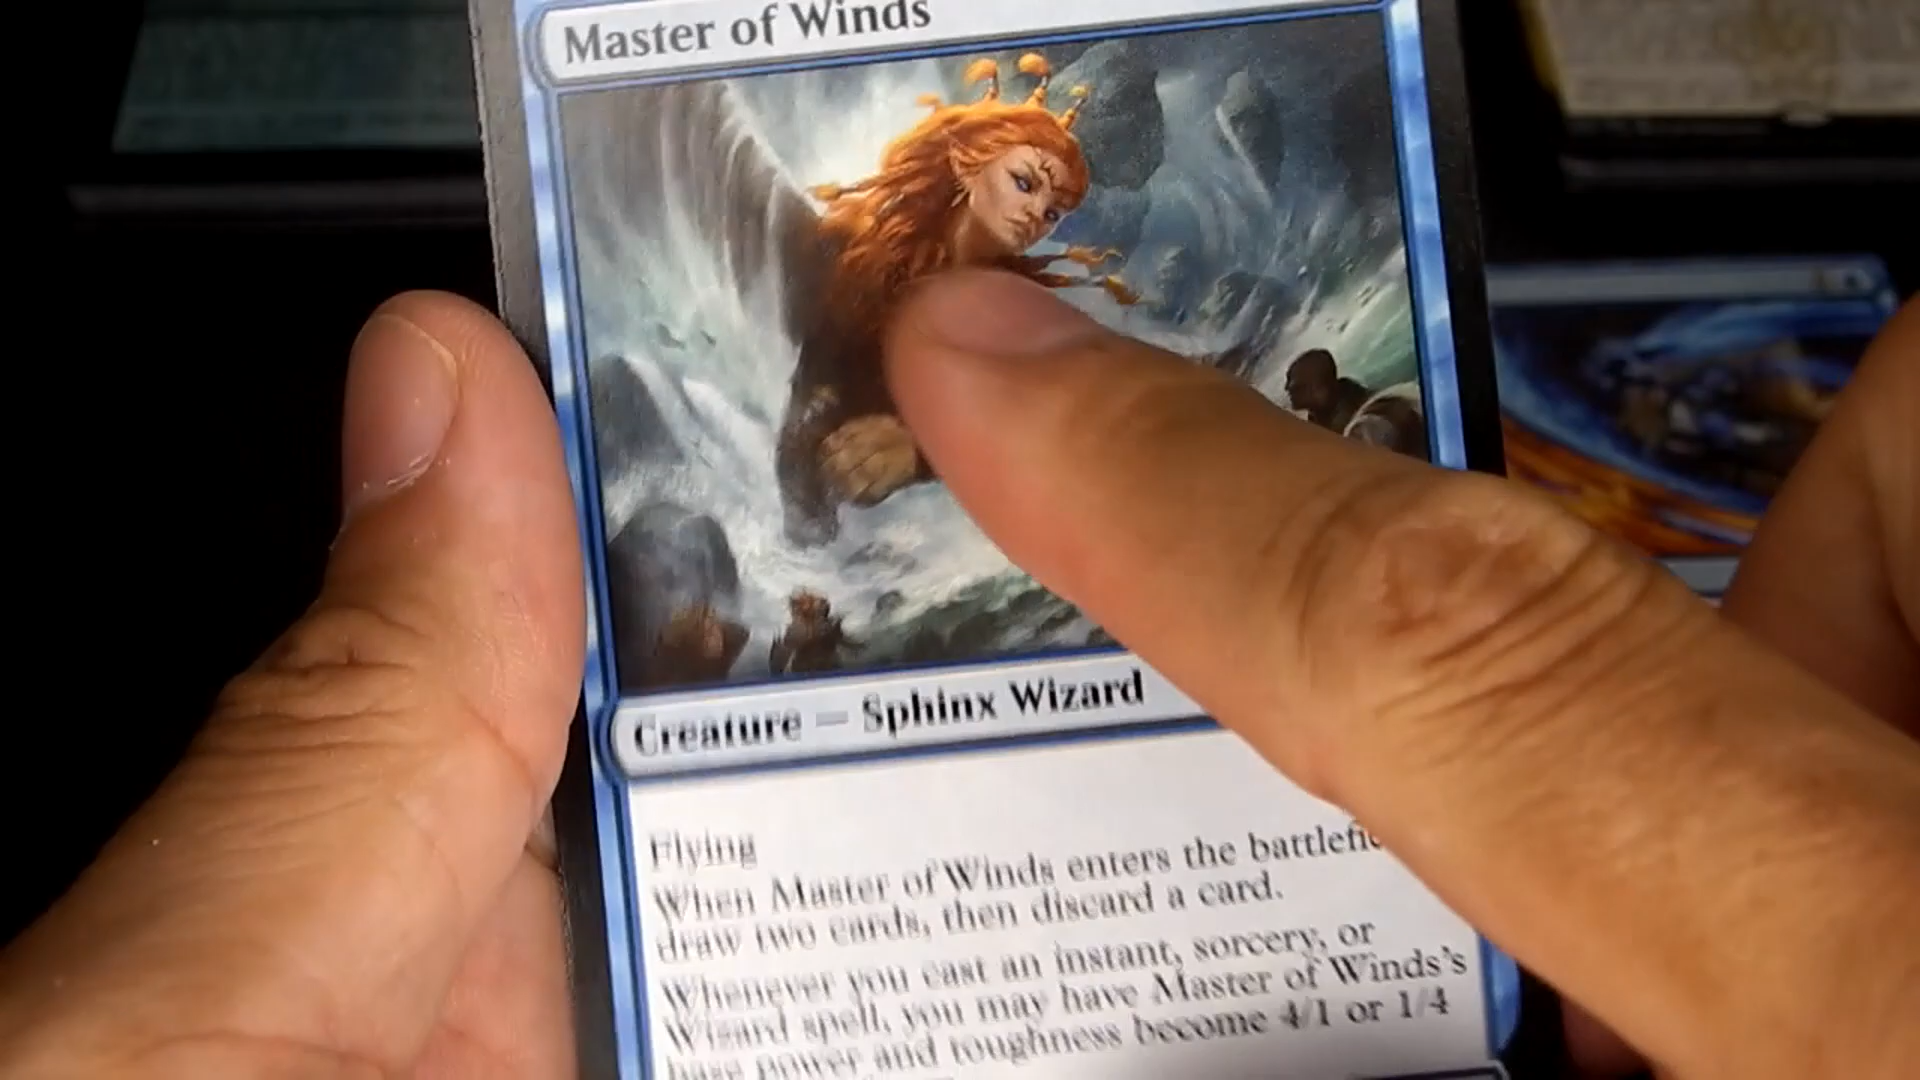 Master of Winds
Creature — Sphinx Wizard
Flying
When Master of Winds enters the battlefie
draw two cards, then discard a card.
Whenever you cast an instant, sorcery, or
Wizard spell, you may have Master of Winds's
base power and toughness become 4/1 or 1/4